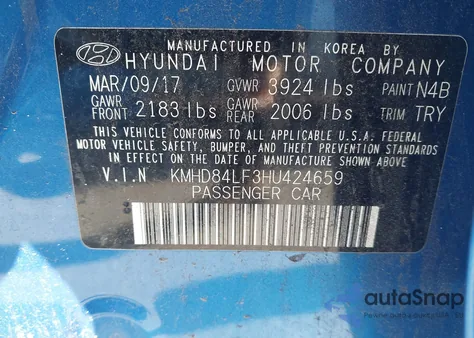 MANUFACTURED IN KOREA BY
HYUNDAI MOTOR COMPANY
MAR/09/17 GVWR 3924 lbs PAINT N4B
GAWR FRONT 2183 lbs GAWR REAR 2006 lbs TRIM TRY
THIS VEHICLE CONFORMS TO ALL APPLICABLE U.S.A. FEDERAL
MOTOR VEHICLE SAFETY, BUMPER, AND THEFT PREVENTION STANDARDS
IN EFFECT ON THE DATE OF MANUFACTURE SHOWN ABOVE.
V.I.N KMHD84LF3HU424659
PASSENGER CAR
autoSnap